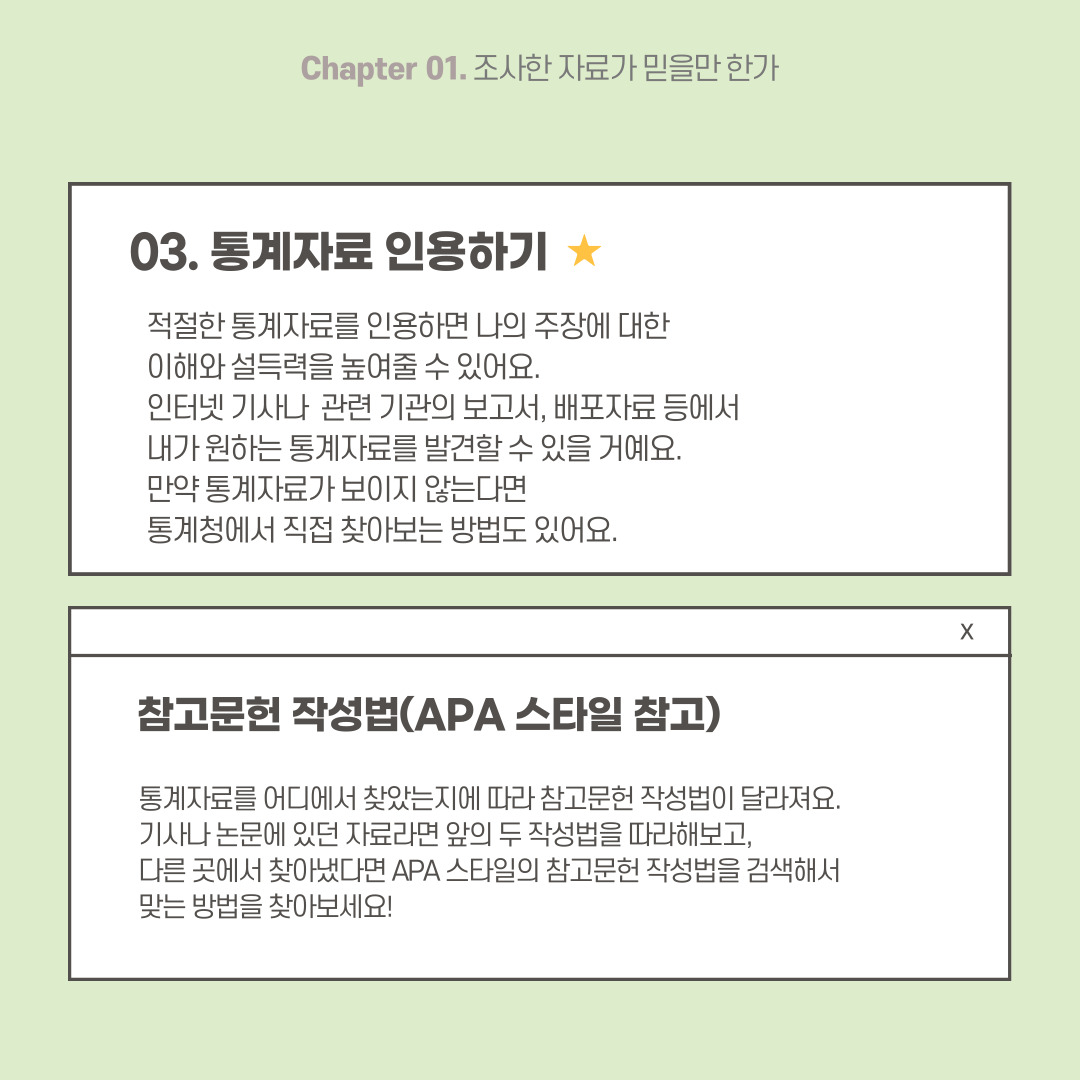 Chapter 01. 조사한 자료가 믿을만 한가
03. 통계자료 인용하기 ★
적절한 통계자료를 인용하면 나의 주장에 대한
이해와 설득력을 높여줄 수 있어요.
인터넷 기사나 관련 기관의 보고서, 배포자료 등에서
내가 원하는 통계자료를 발견할 수 있을 거예요.
만약 통계자료가 보이지 않는다면
통계청에서 직접 찾아보는 방법도 있어요.
X
참고문헌 작성법(APA 스타일 참고)
통계자료를 어디에서 찾았는지에 따라 참고문헌 작성법이 달라져요.
기사나 논문에 있던 자료라면 앞의 두 작성법을 따라해보고,
다른 곳에서 찾아냈다면 APA 스타일의 참고문헌 작성법을 검색해서
맞는 방법을 찾아보세요!